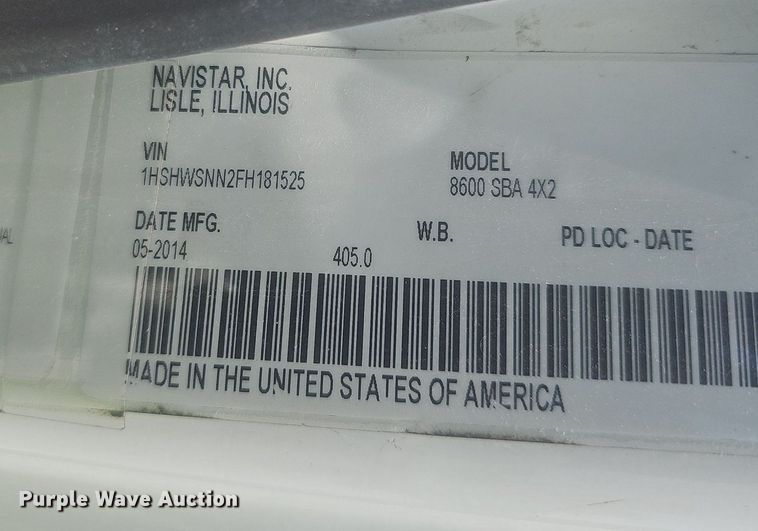 NAVISTAR, INC.
LISLE, ILLINOIS
VIN
1HSHWSNN2FH181525
MODEL
8600 SBA 4X2
DATE MFG.
05-2014
405.0
W.B.
PD LOC - DATE
MADE IN THE UNITED STATES OF AMERICA
Purple Wave Auction